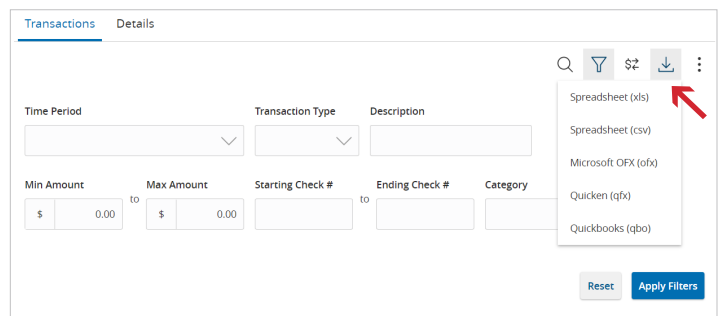 Transactions Details
Spreadsheet (xls)
Spreadsheet (csv)
Microsoft OFX (ofx)
Quicken (qfx)
Quickbooks (qbo)
Time Period Transaction Type Description
Min Amount to Max Amount Starting Check # to Ending Check # Category
$ 0.00 $ 0.00
Reset Apply Filters